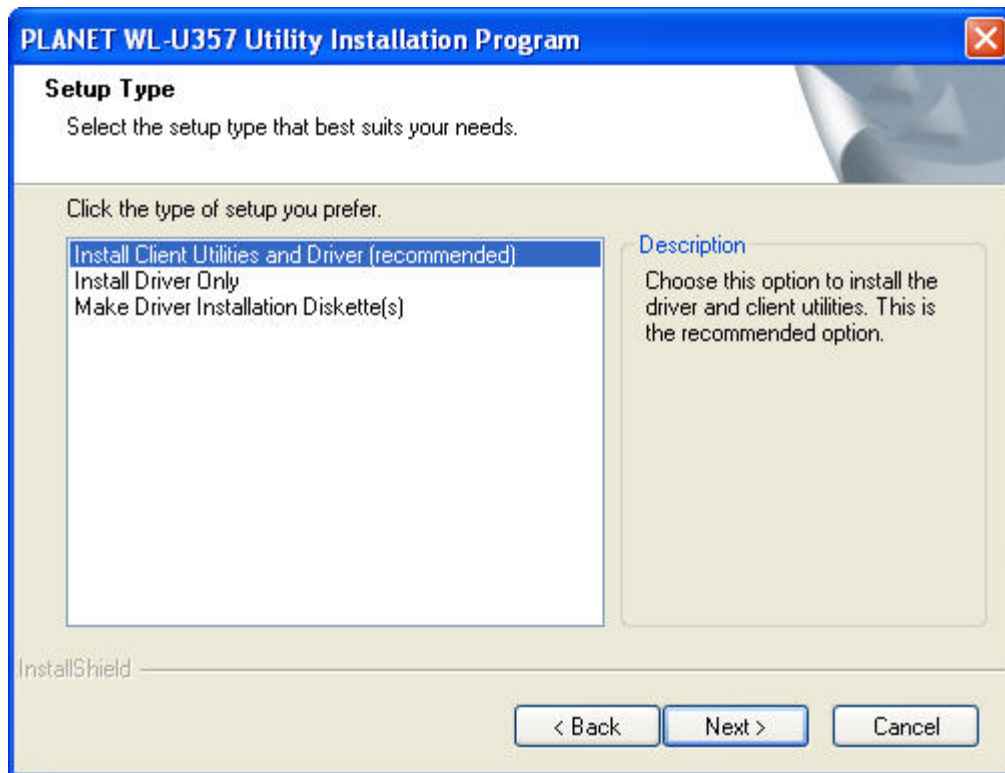 PLANET WL-U357 Utility Installation Program
Setup Type
Select the setup type that best suits your needs.
Click the type of setup you prefer.
Install Client Utilities and Driver (recommended)
Install Driver Only
Make Driver Installation Diskette(s)
Description
Choose this option to install the
driver and client utilities. This is
the recommended option.
InstallShield
< Back
Next >
Cancel